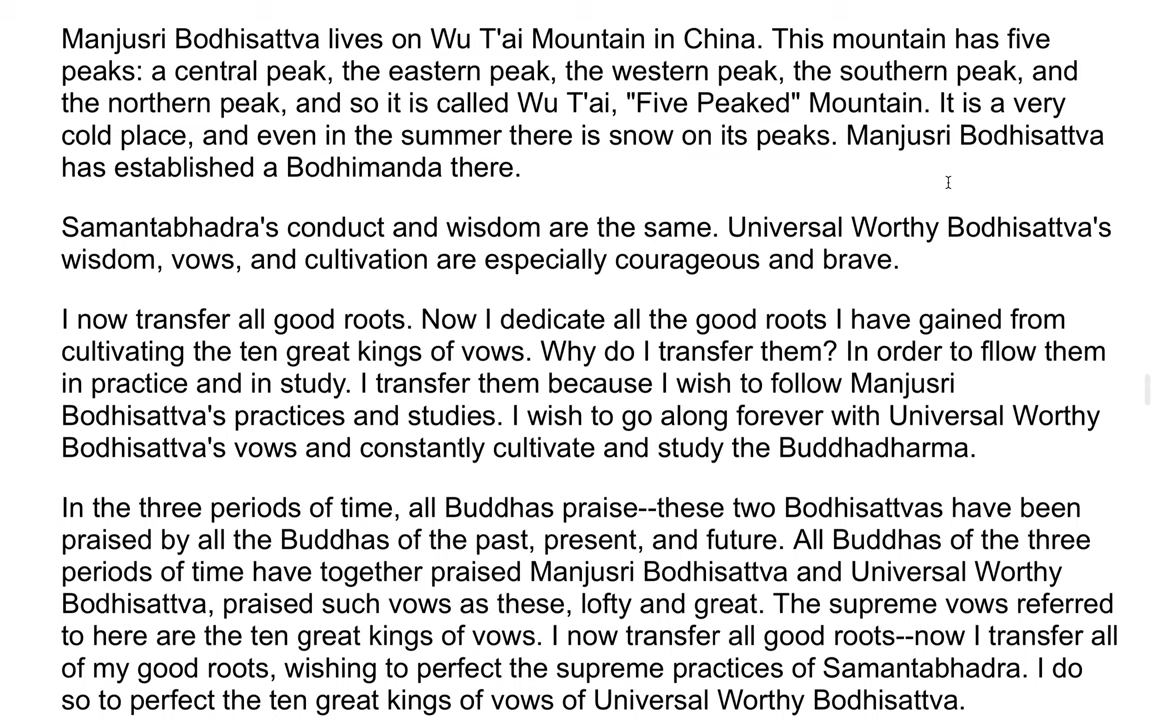 Manjusri Bodhisattva lives on Wu T'ai Mountain in China. This mountain has five
peaks: a central peak, the eastern peak, the western peak, the southern peak, and
the northern peak, and so it is called Wu T'ai, "Five Peaked" Mountain. It is a very
cold place, and even in the summer there is snow on its peaks. Manjusri Bodhisattva
has established a Bodhimanda there.
Samantabhadra's conduct and wisdom are the same. Universal Worthy Bodhisattva's
wisdom, vows, and cultivation are especially courageous and brave.
I now transfer all good roots. Now I dedicate all the good roots I have gained from
cultivating the ten great kings of vows. Why do I transfer them? In order to fllow them
in practice and in study. I transfer them because I wish to follow Manjusri
Bodhisattva's practices and studies. I wish to go along forever with Universal Worthy
Bodhisattva's vows and constantly cultivate and study the Buddhadharma.
In the three periods of time, all Buddhas praise--these two Bodhisattvas have been
praised by all the Buddhas of the past, present, and future. All Buddhas of the three
periods of time have together praised Manjusri Bodhisattva and Universal Worthy
Bodhisattva, praised such vows as these, lofty and great. The supreme vows referred
to here are the ten great kings of vows. I now transfer all good roots--now I transfer all
of my good roots, wishing to perfect the supreme practices of Samantabhadra. I do
so to perfect the ten great kings of vows of Universal Worthy Bodhisattva.